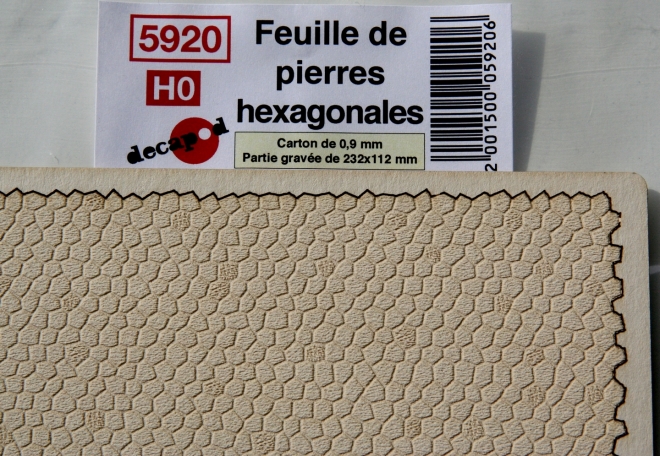 5920
H0
decapod
Feuille de
pierres
hexagonales
Carton de 0,9 mm
Partie gravée de 232x112 mm
2 001500 059206